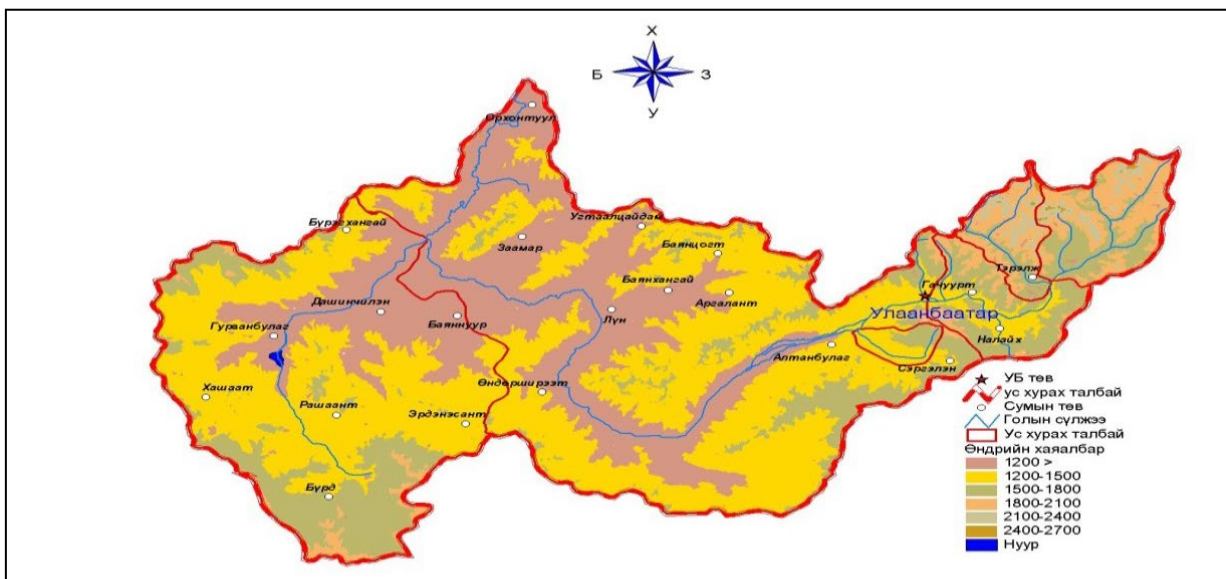 Х
Б З
У
Орхонтуул
Бүрэгхангай
Угтаалцайдам
Заамар
Баянцогт
Тэрэлж
Дашинчилэн
Баянхангай
Аргалант
Гачуурт
Улаанбаатар
Гурванбулаг
Баяннуур
Лүн
Налайх
Алтанбулаг
Сэргэлэн
Хашаат
Рашаант
Өндөрширээт
Эрдэнэсант
Бүрд
УБ төв
ус хурах талбай
Сумын төв
Голын сүлжээ
Ус хурах талбай
Өндрийн хаяалбар
1200 >
1200-1500
1500-1800
1800-2100
2100-2400
2400-2700
Нуур